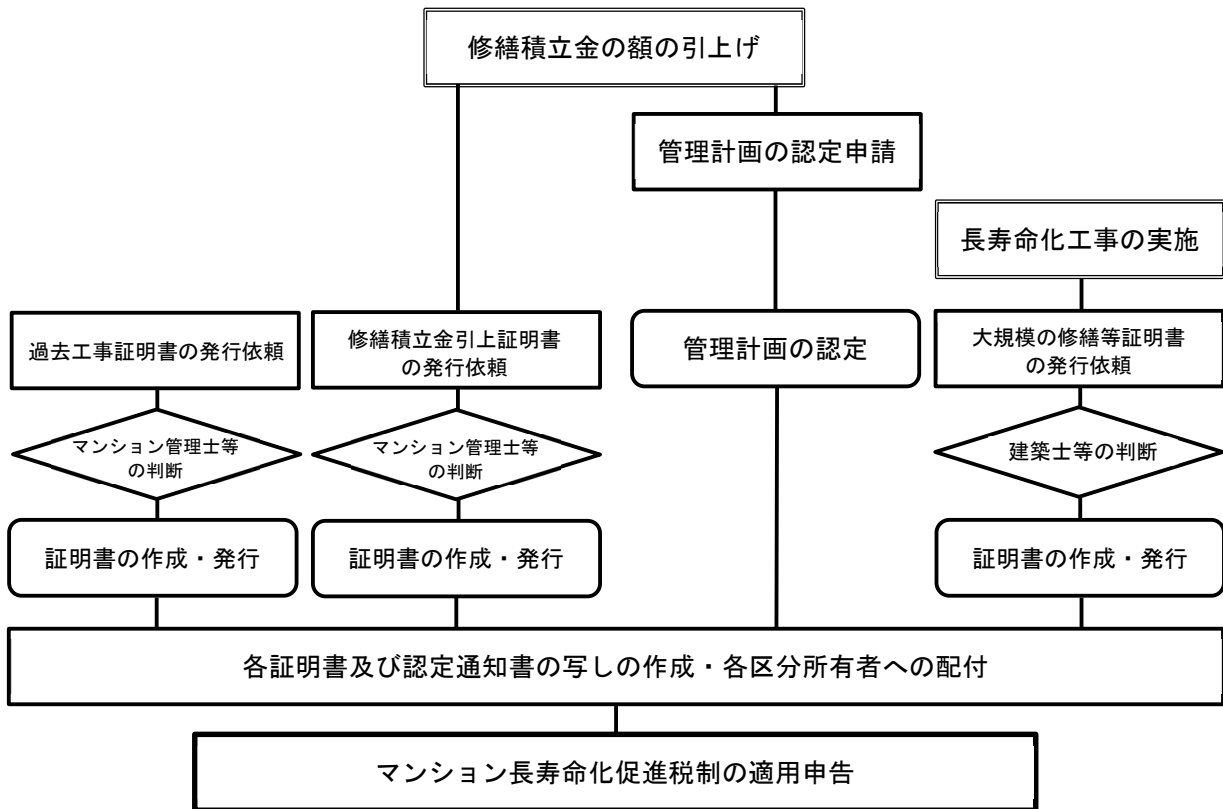 修繕積立金の額の引上げ
管理計画の認定申請
長寿命化工事の実施
過去工事証明書の発行依頼
修繕積立金引上証明書
の発行依頼
管理計画の認定
大規模の修繕等証明書
の発行依頼
マンション管理士等
の判断
マンション管理士等
の判断
建築士等の判断
証明書の作成・発行
証明書の作成・発行
証明書の作成・発行
各証明書及び認定通知書の写しの作成・各区分所有者への配付
マンション長寿命化促進税制の適用申告